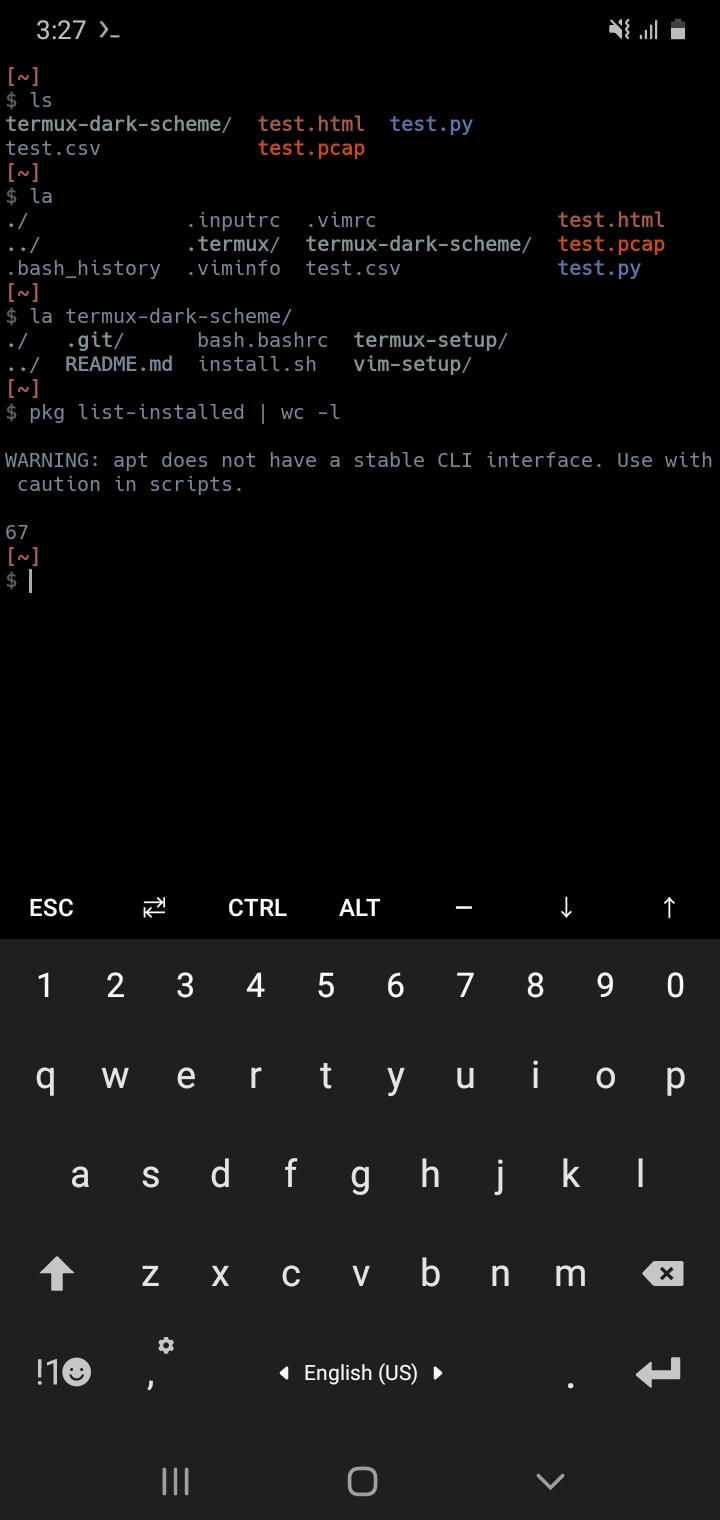 3:27
[~]
$ ls
termux-dark-scheme/  test.html  test.py
test.csv             test.pcap
[~]
$ la
./             .inputrc  .vimrc               test.html
../            .termux/  termux-dark-scheme/  test.pcap
.bash_history  .viminfo  test.csv             test.py
[~]
$ la termux-dark-scheme/
./   .git/      bash.bashrc  termux-setup/
../  README.md  install.sh   vim-setup/
[~]
$ pkg list-installed | wc -l

WARNING: apt does not have a stable CLI interface. Use with
 caution in scripts.

67
[~]
$
ESC ⇄ CTRL ALT — ↓ ↑
1 2 3 4 5 6 7 8 9 0
q w e r t y u i o p
a s d f g h j k l
z x c v b n m
!1☺ , English (US) .